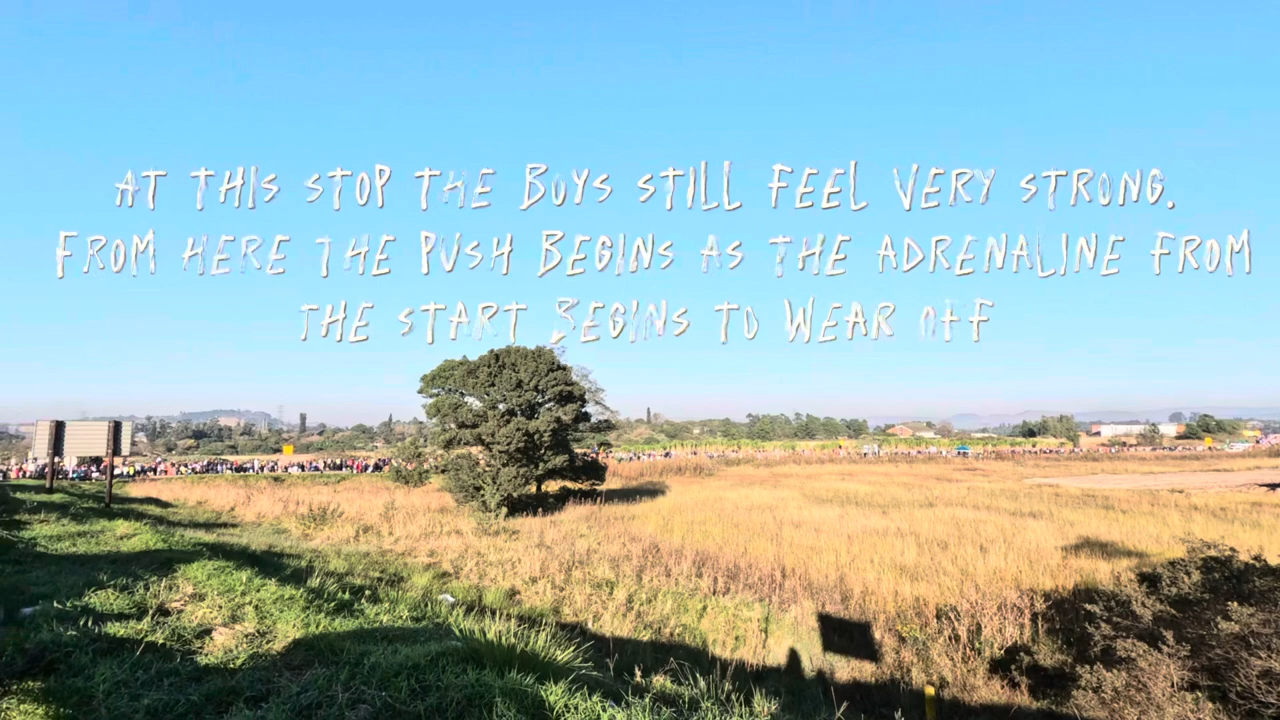 AT THIS STOP THE BOYS STILL FEEL VERY STRONG.
FROM HERE THE PUSH BEGINS AS THE ADRENALINE FROM
THE START BEGINS TO WEAR OFF